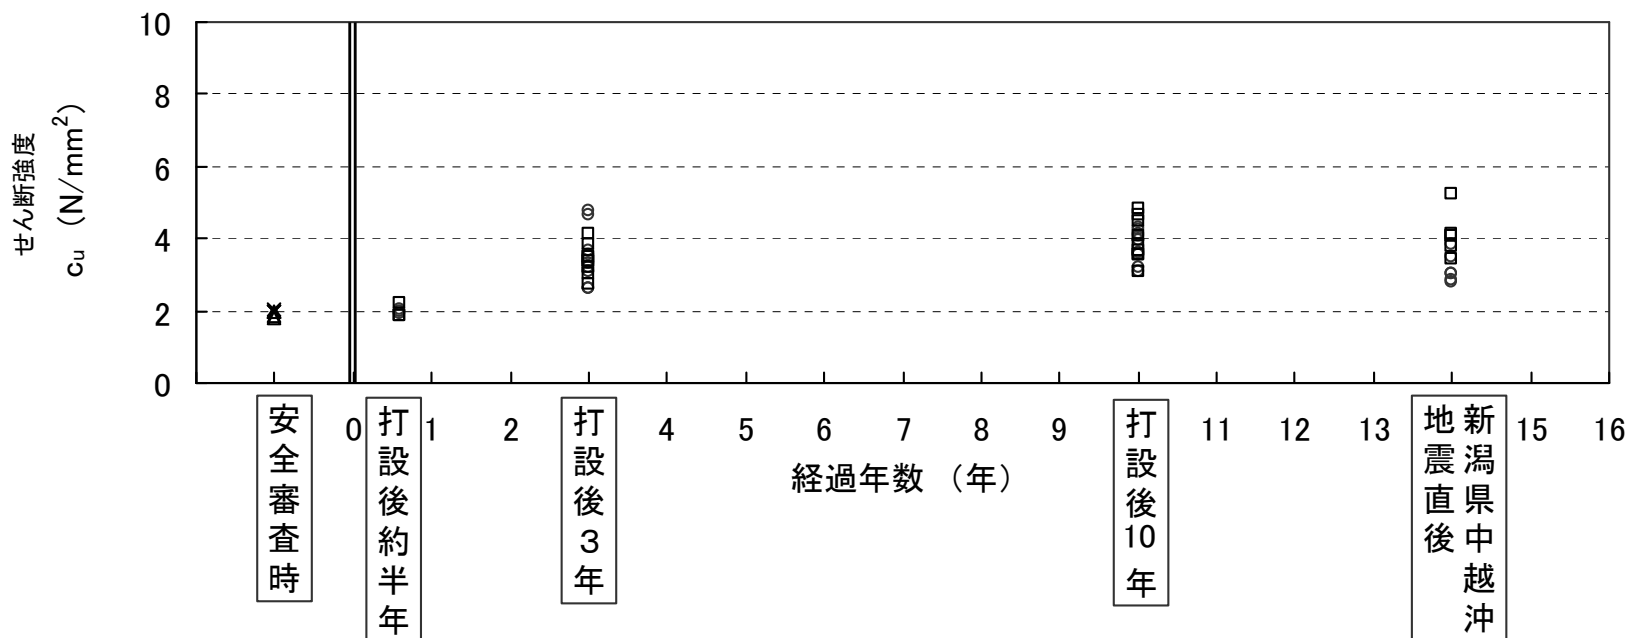 せん断強度
cu (N/mm2)
10
8
6
4
2
0
0
1
2
4
5
6
7
8
9
11
12
13
15
16
安全審査時
打設後約半年
打設後3年
打設後10年
新潟県中越沖
地震直後
経過年数 (年)